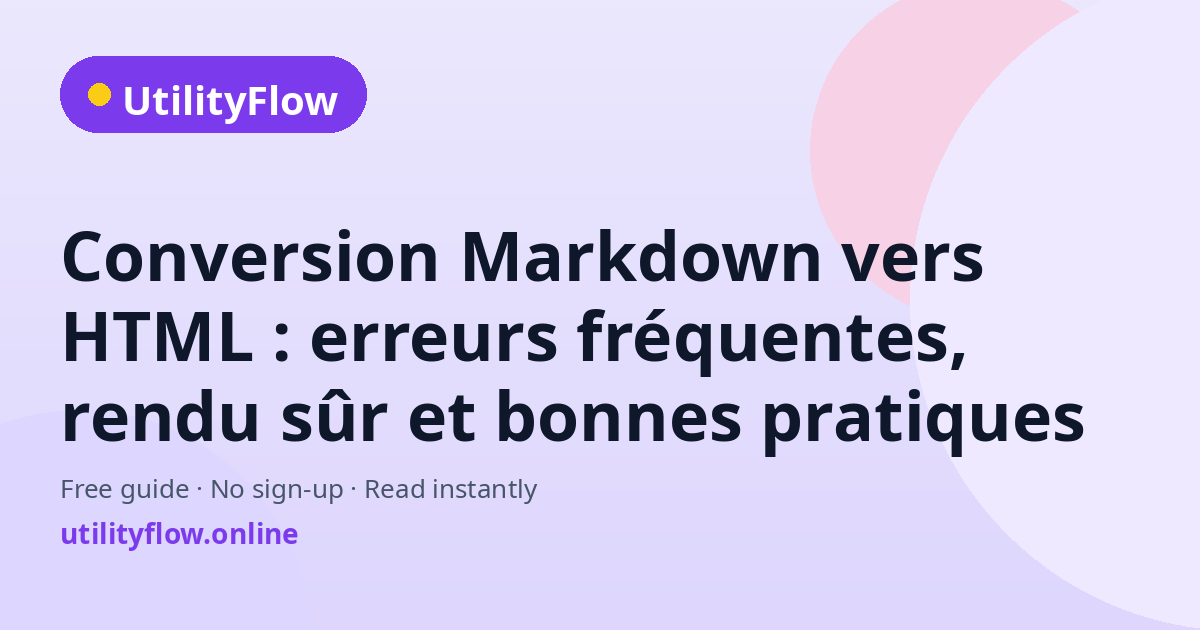 UtilityFlow
Conversion Markdown vers
HTML : erreurs fréquentes,
rendu sûr et bonnes pratiques
Free guide · No sign-up · Read instantly
utilityflow.online